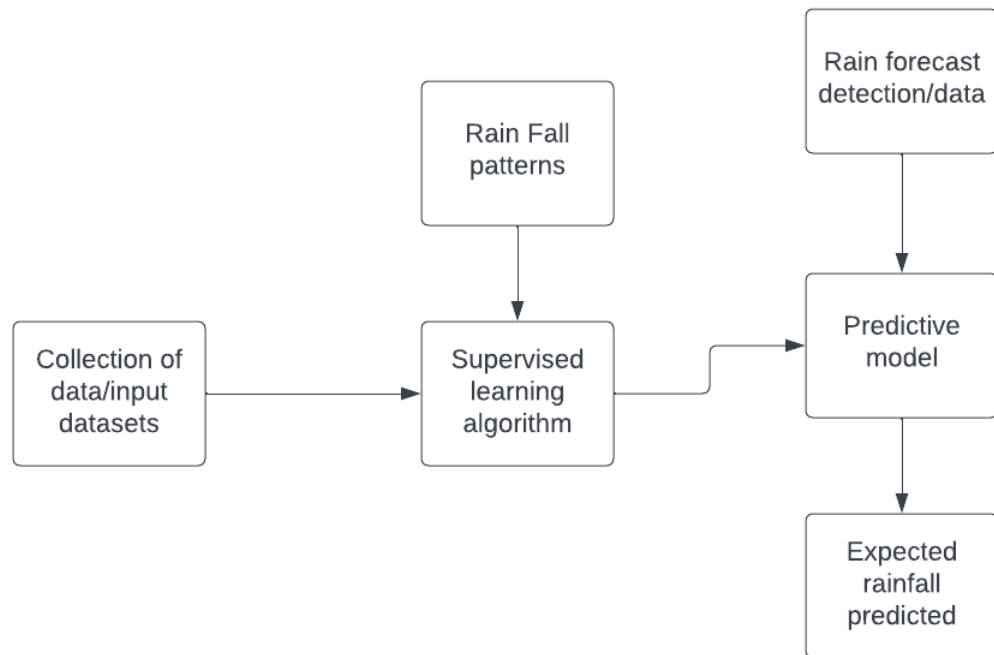 Rain forecast
detection/data
Rain Fall
patterns
Collection of
data/input
datasets
Supervised
learning
algorithm
Predictive
model
Expected
rainfall
predicted